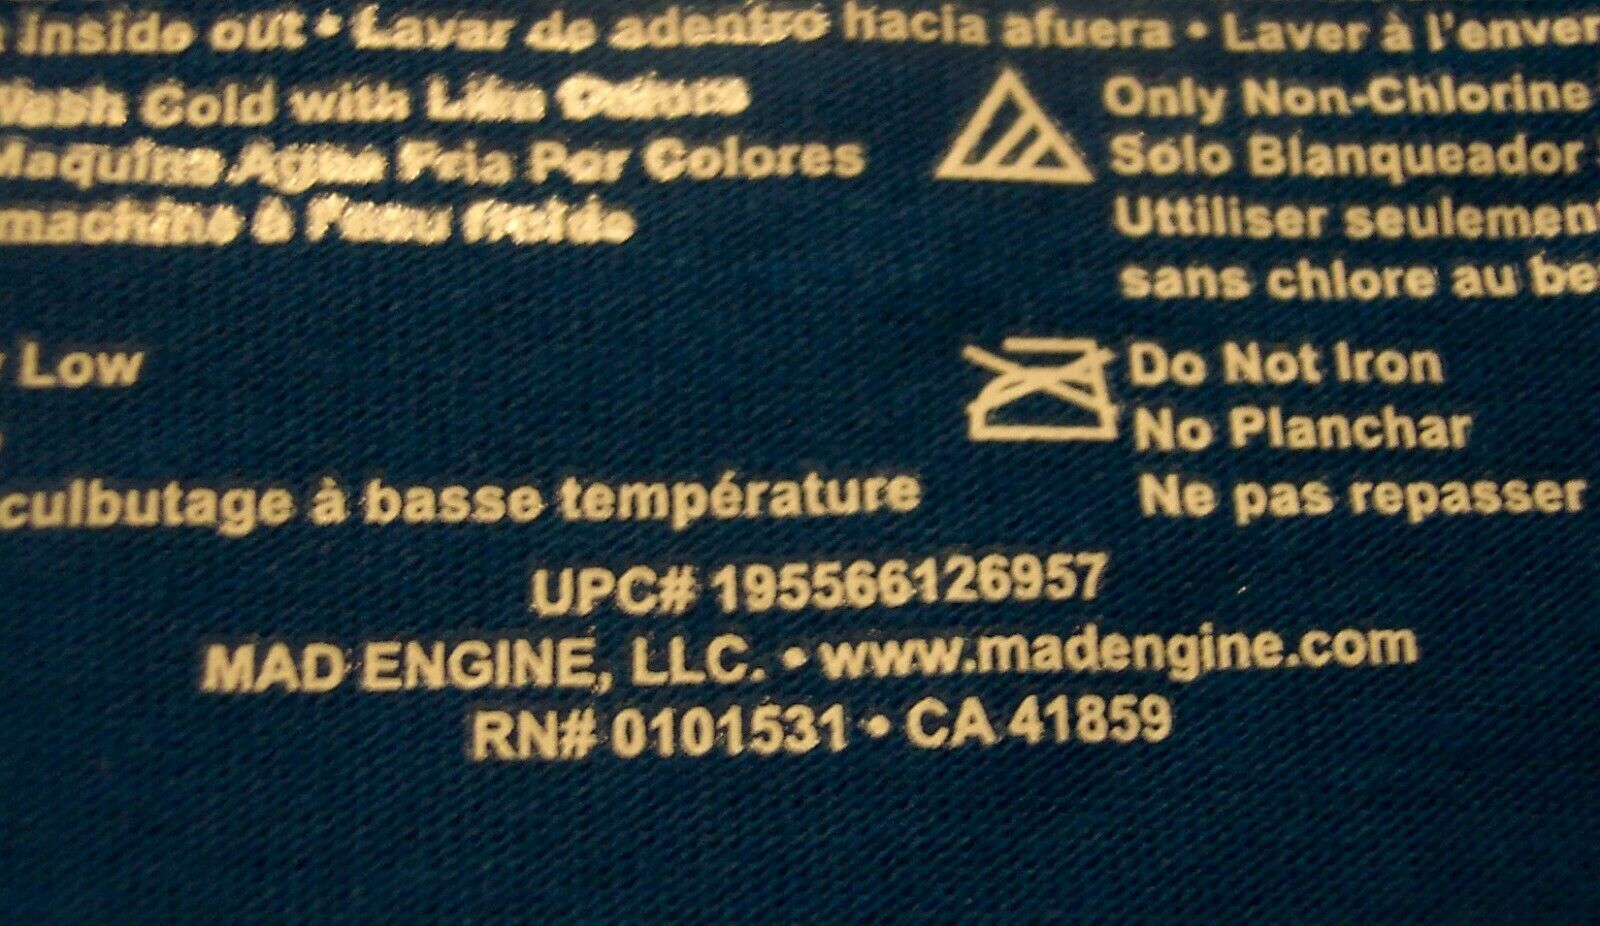 inside out • Lavar de adentro hacia afuera • Laver à l'enver
Wash Cold with Like Colors
Maquina Agua Fria Por Colores
machine à l'eau froide
Only Non-Chlorine
Sólo Blanqueador
Uttiliser seulement
sans chlore au be
Low
culbutage à basse température
Do Not Iron
No Planchar
Ne pas repasser
UPC# 195566126957
MAD ENGINE, LLC. • www.madengine.com
RN# 0101531 • CA 41859